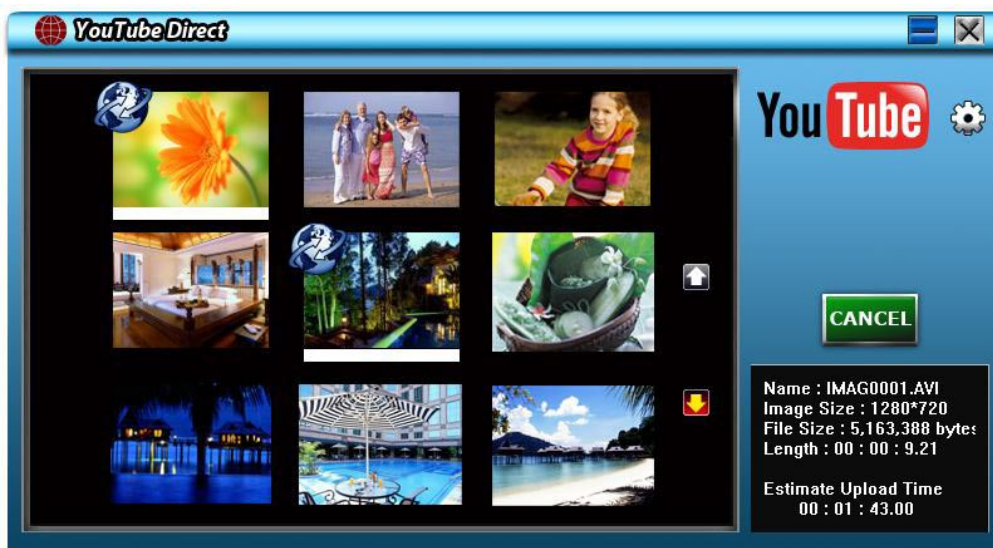 YouTube Direct
YouTube
CANCEL
Name : IMAG0001.AVI
Image Size : 1280*720
File Size : 5,163,388 bytes
Length : 00 : 00 : 9.21
Estimate Upload Time
00 : 01 : 43.00